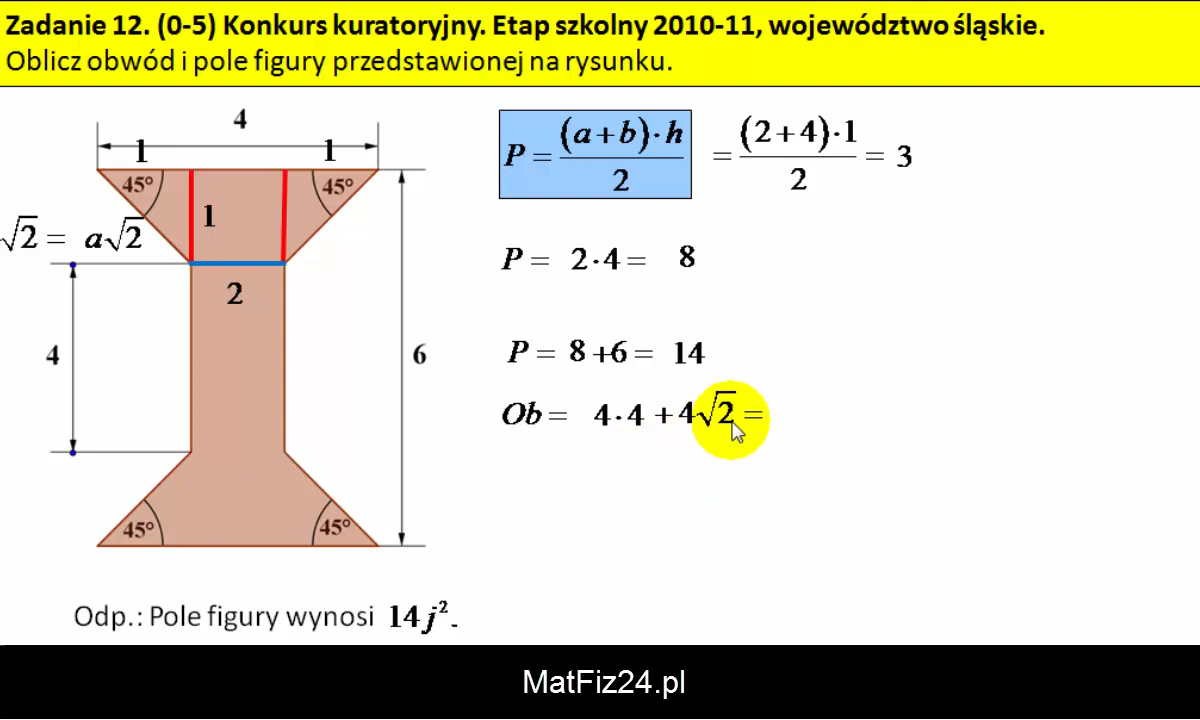 Zadanie 12. (0-5) Konkurs kuratoryjny. Etap szkolny 2010-11, województwo śląskie.
Oblicz obwód i pole figury przedstawionej na rysunku.
4
1 1
45° 45°
1
√2 = a√2
2
4
6
45° 45°
P = (a+b)·h / 2 = (2+4)·1 / 2 = 3
P = 2·4 = 8
P = 8+6 = 14
Ob = 4·4 + 4√2 =
Odp.: Pole figury wynosi 14 j².
MatFiz24.pl